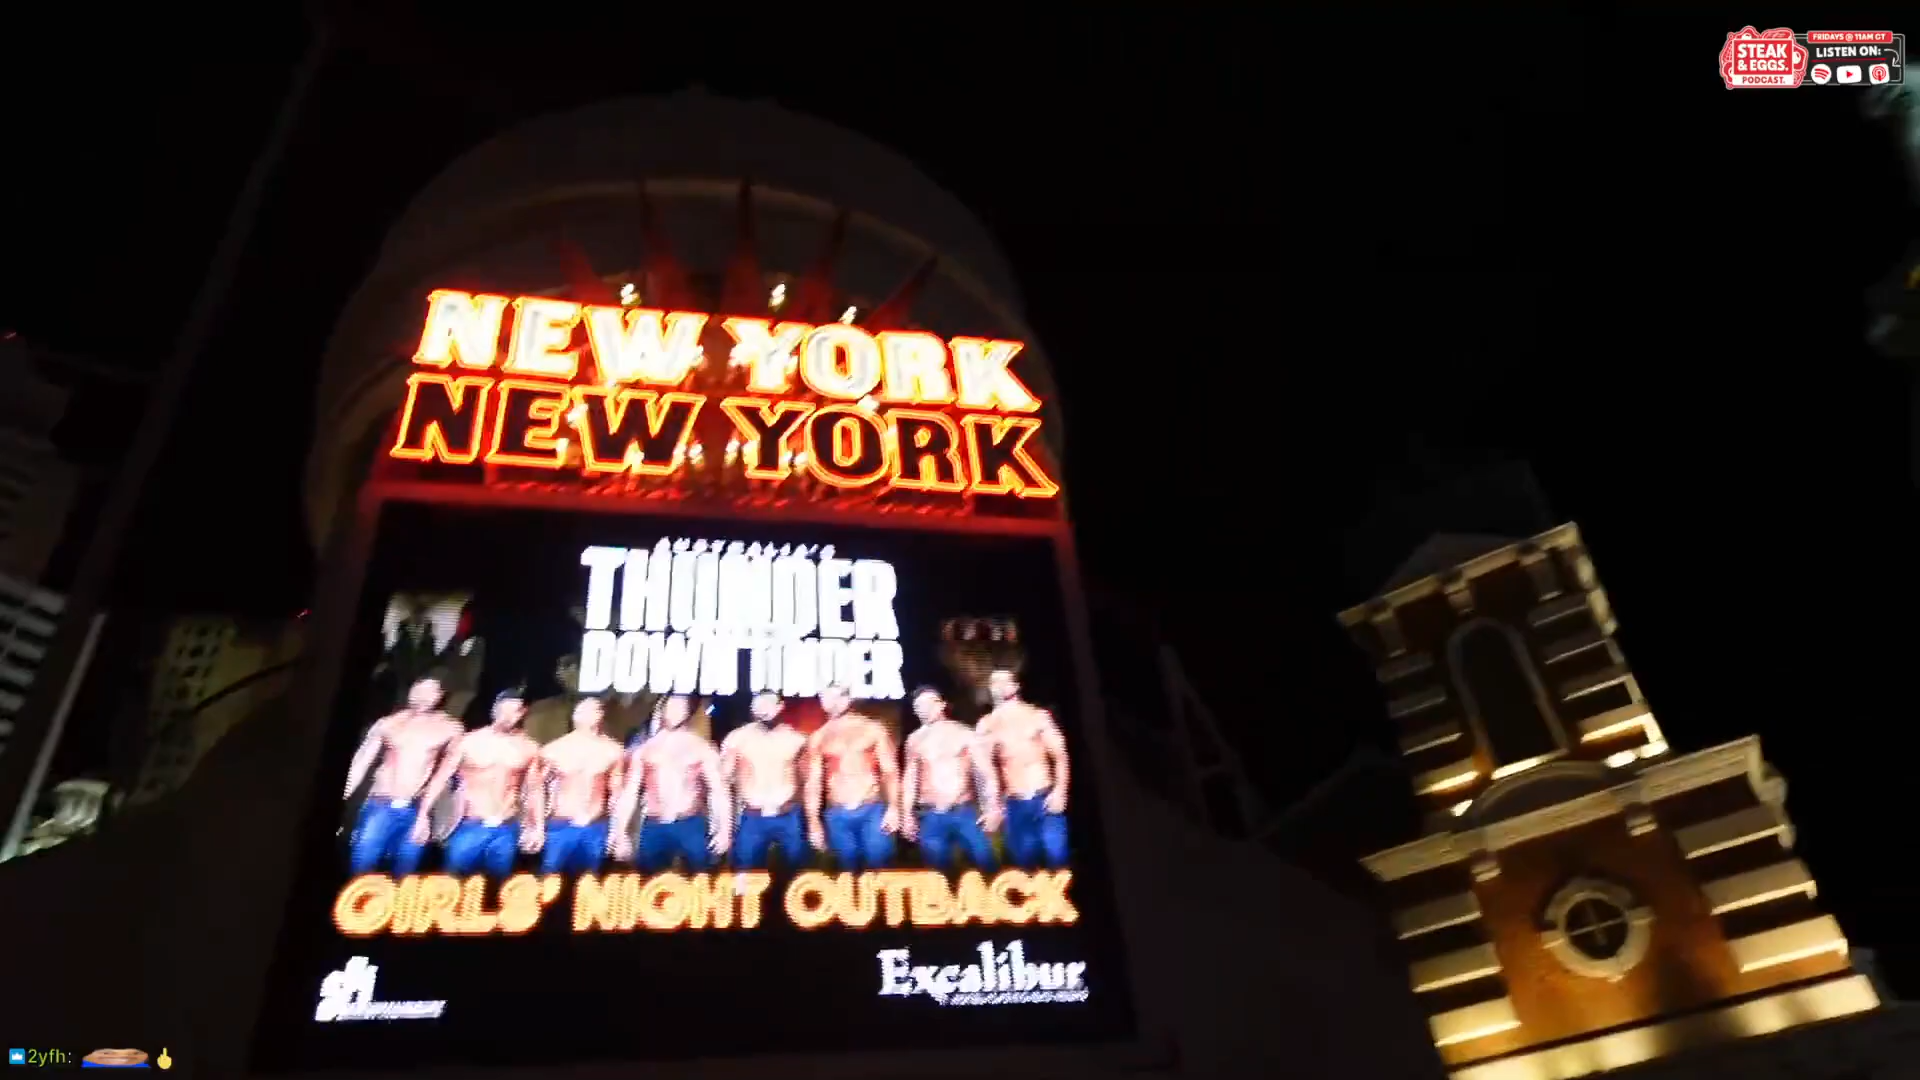 STEAK
& EGGS.
PODCAST.
FRIDAYS @ 11AM CT
LISTEN ON:
NEW YORK
NEW YORK
AUSTRALIA'S
THUNDER
DOWN UNDER
GIRLS' NIGHT OUTBACK
Excalibur
2yfh: